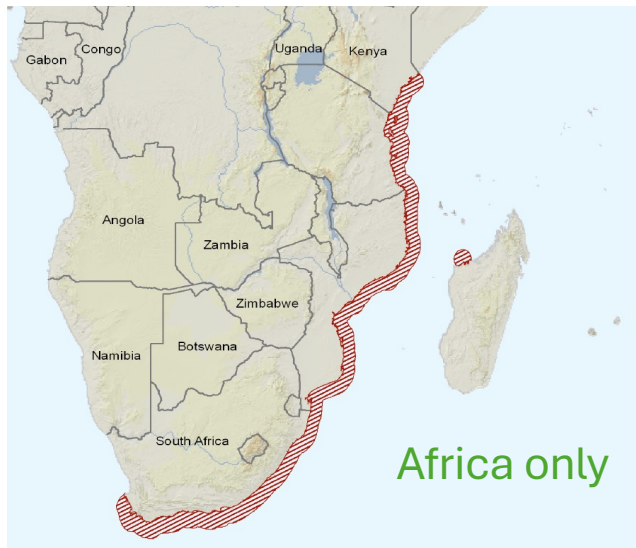 Uganda
Congo
Gabon
Kenya
Angola
Zambia
Zimbabwe
Namibia
Botswana
South Africa
Africa only